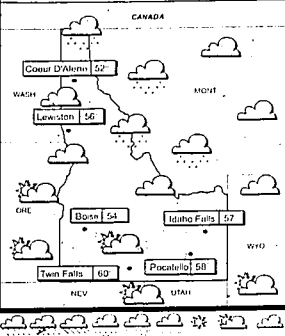 CANADA
Coeur D'Alene 52
WASH
MONT
Lewiston 56
ORE
Boise 54
Idaho Falls 57
WYO
Pocatello 58
Twin Falls 60
NEV
UTAH